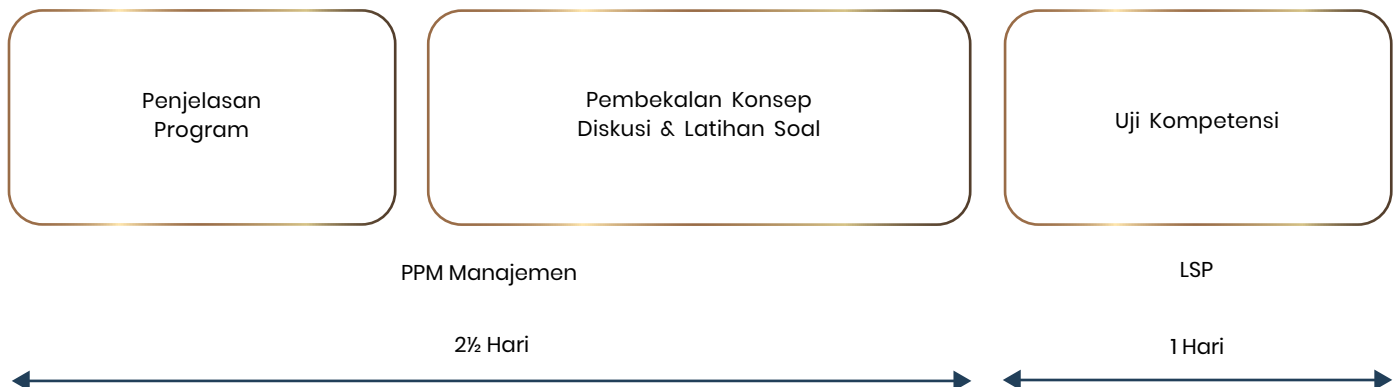 Penjelasan
Program
Pembekalan Konsep
Diskusi & Latihan Soal
Uji Kompetensi
PPM Manajemen
LSP
2½ Hari
1 Hari